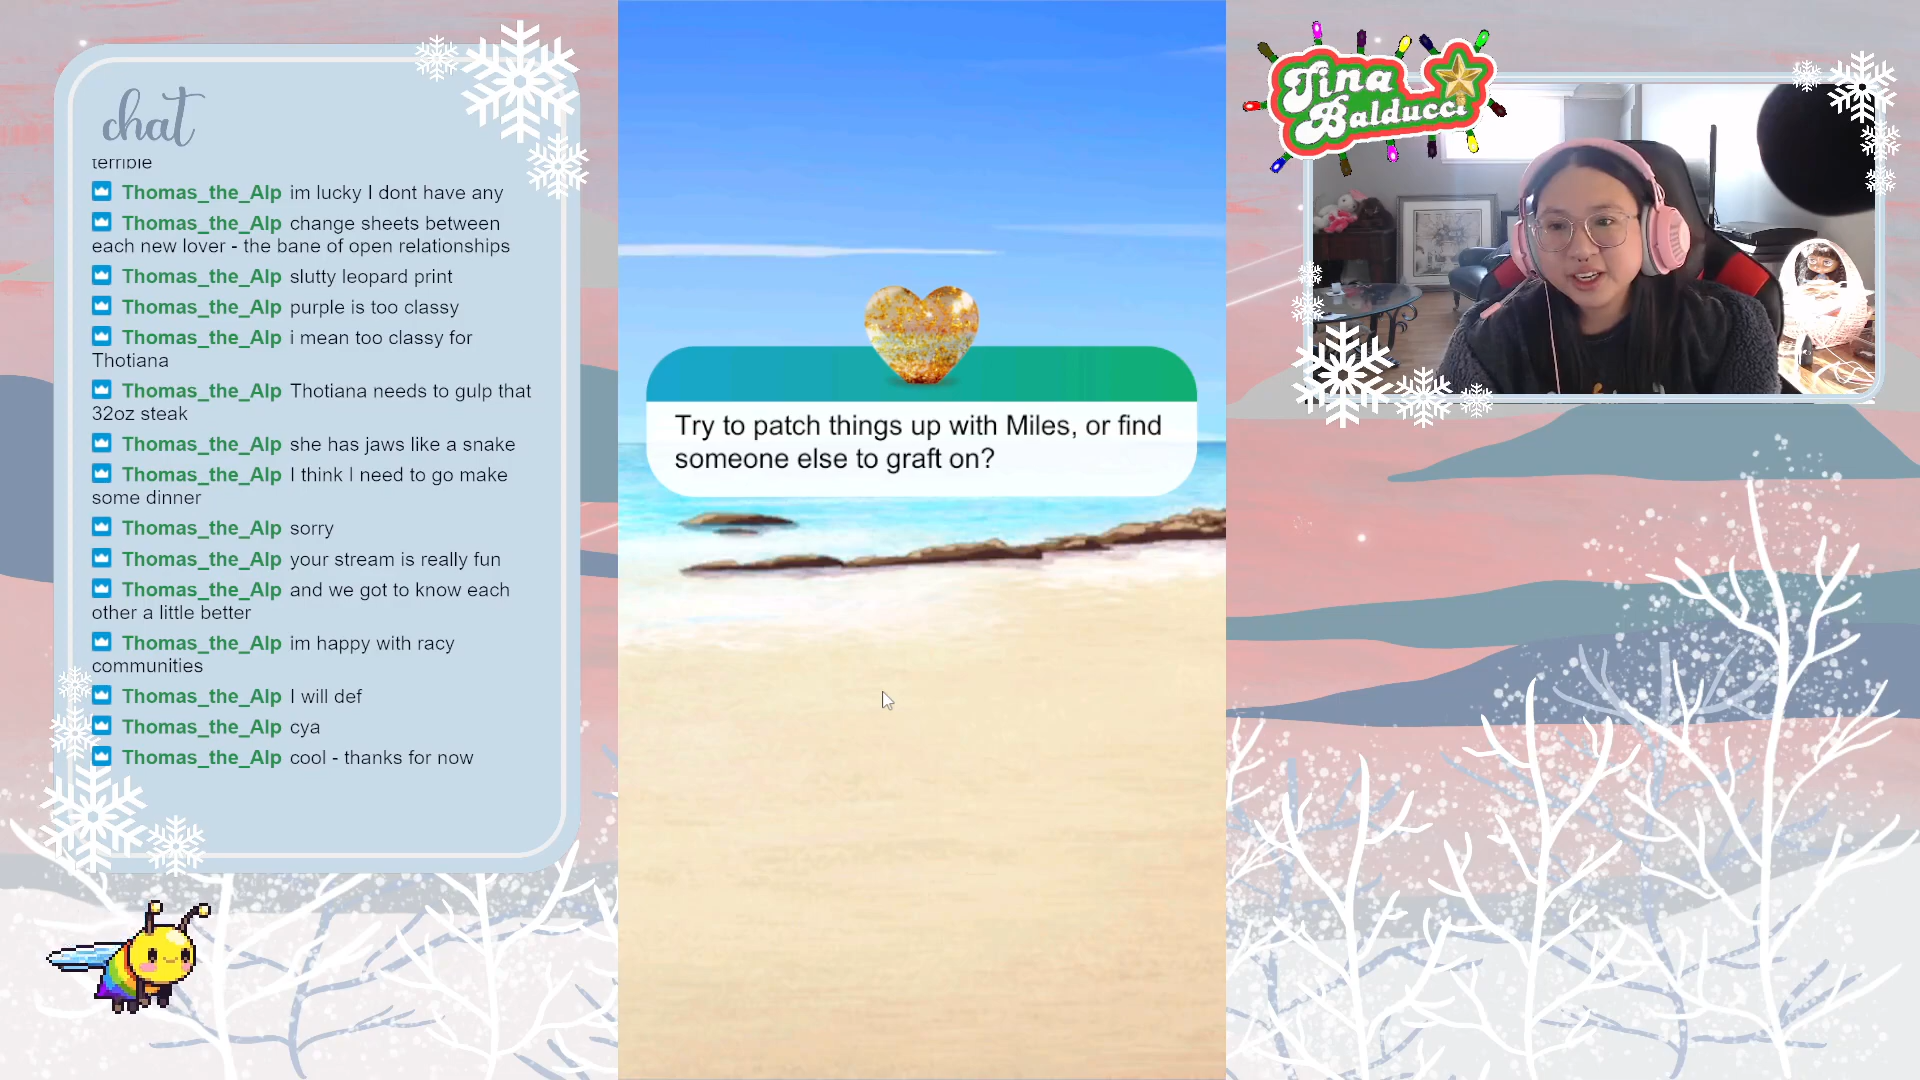 chat
terrible
Thomas_the_Alp im lucky I dont have any
Thomas_the_Alp change sheets between
each new lover - the bane of open relationships
Thomas_the_Alp slutty leopard print
Thomas_the_Alp purple is too classy
Thomas_the_Alp i mean too classy for
Thotiana
Thomas_the_Alp Thotiana needs to gulp that
32oz steak
Thomas_the_Alp she has jaws like a snake
Thomas_the_Alp I think I need to go make
some dinner
Thomas_the_Alp sorry
Thomas_the_Alp your stream is really fun
Thomas_the_Alp and we got to know each
other a little better
Thomas_the_Alp im happy with racy
communities
Thomas_the_Alp I will def
Thomas_the_Alp cya
Thomas_the_Alp cool - thanks for now
Try to patch things up with Miles, or find
someone else to graft on?
Tina
Balducci